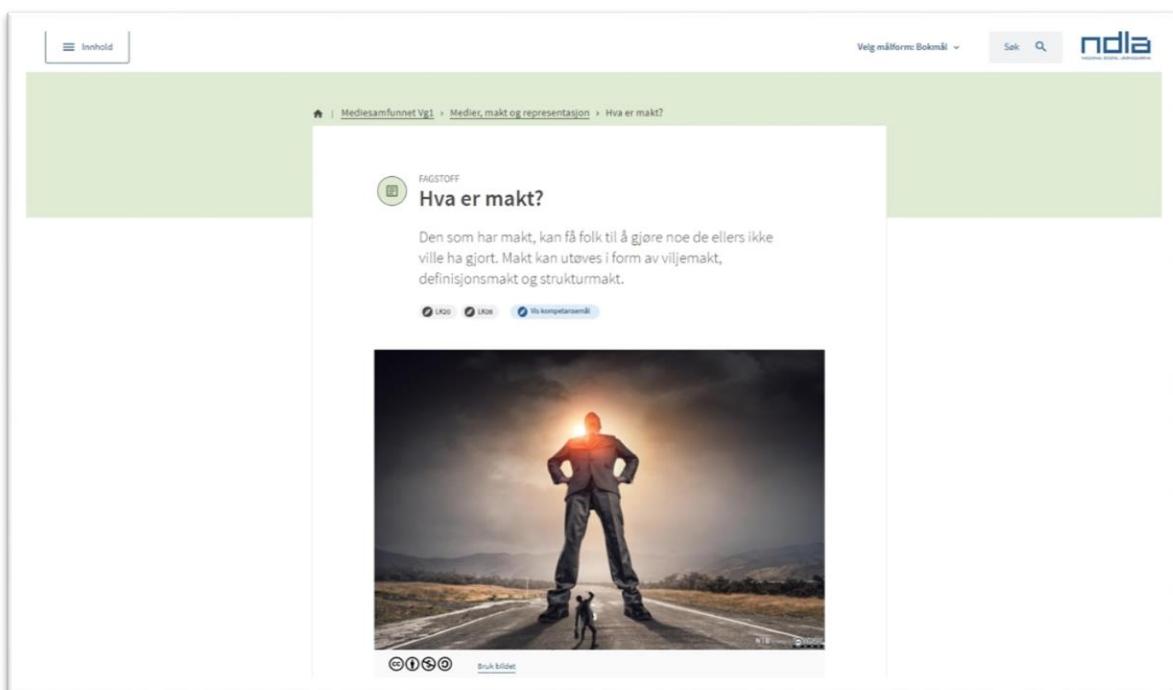 Innhold
Velg målform: Bokmål
Søk
ndla
Mediesamfunnet Vg1 > Medier, makt og representasjon > Hva er makt?
FAGSTOFF
Hva er makt?
Den som har makt, kan få folk til å gjøre noe de ellers ikke
ville ha gjort. Makt kan utøves i form av viljemakt,
definisjonsmakt og strukturmakt.
LK20 LK06 Vis kompetansemål
NTB
Bruk bildet